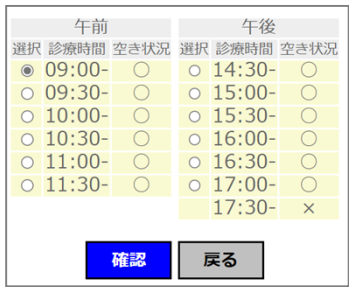 午前
選択 診療時間 空き状況
09:00- ○
09:30- ○
10:00- ○
10:30- ○
11:00- ○
11:30- ○
午後
選択 診療時間 空き状況
14:30- ○
15:00- ○
15:30- ○
16:00- ○
16:30- ○
17:00- ○
17:30- ×
確認 戻る